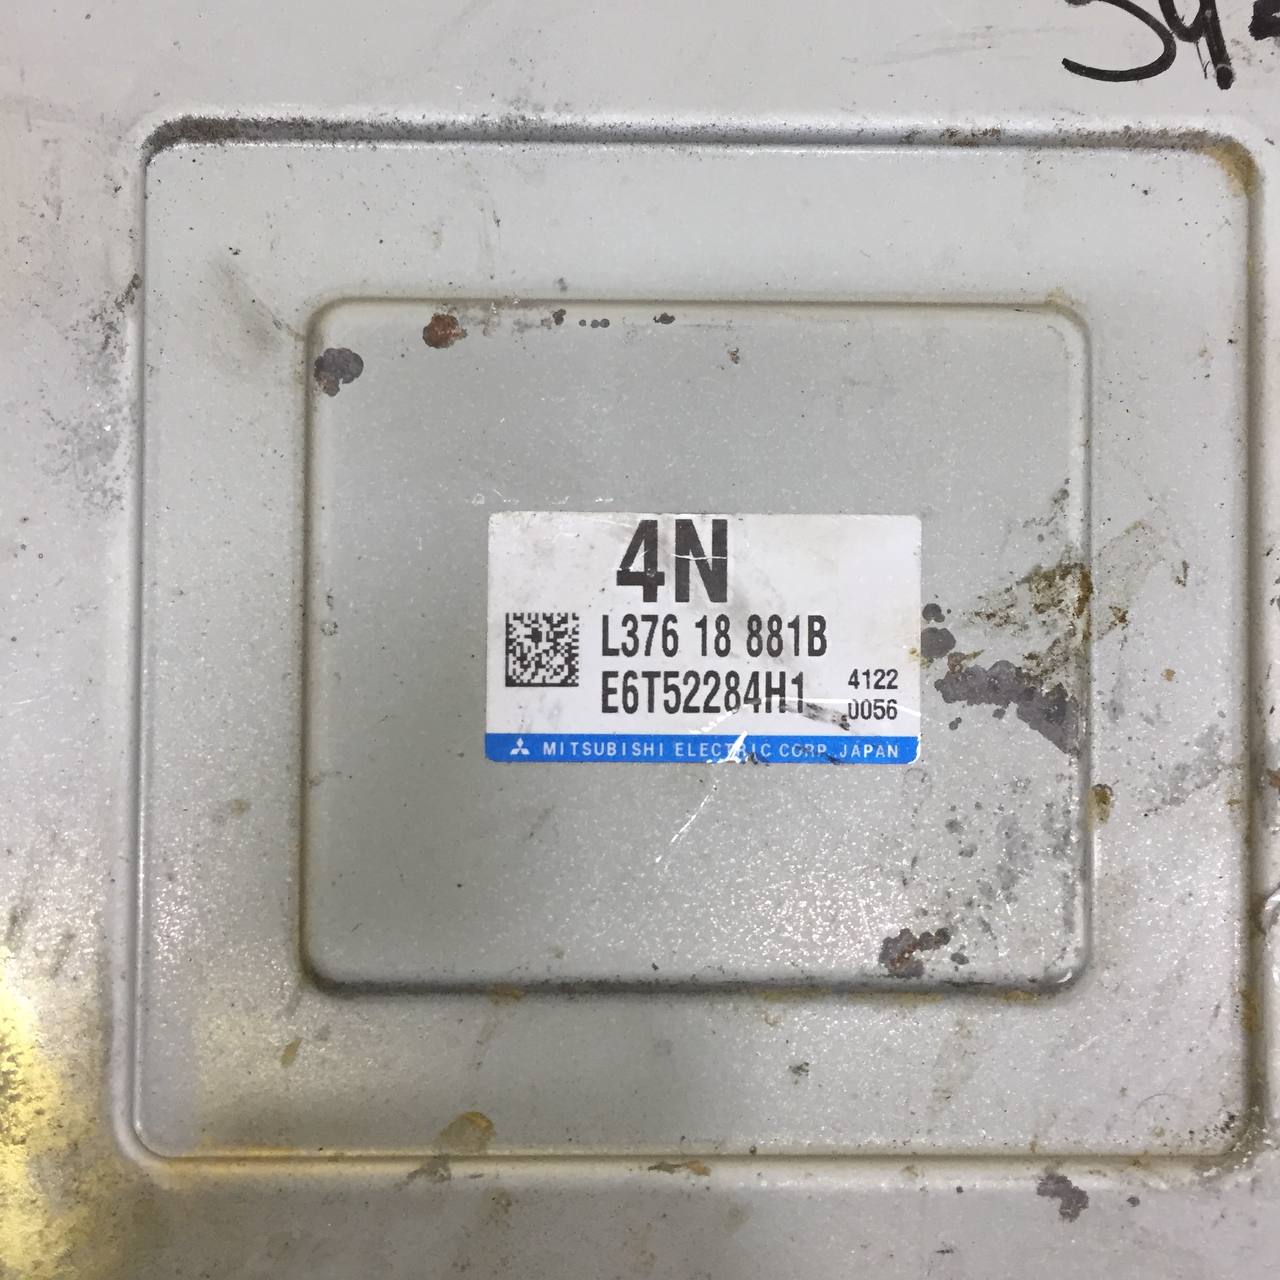 4N
L376 18 881B
E6T52284H1
4122
0056
MITSUBISHI ELECTRIC CORP. JAPAN